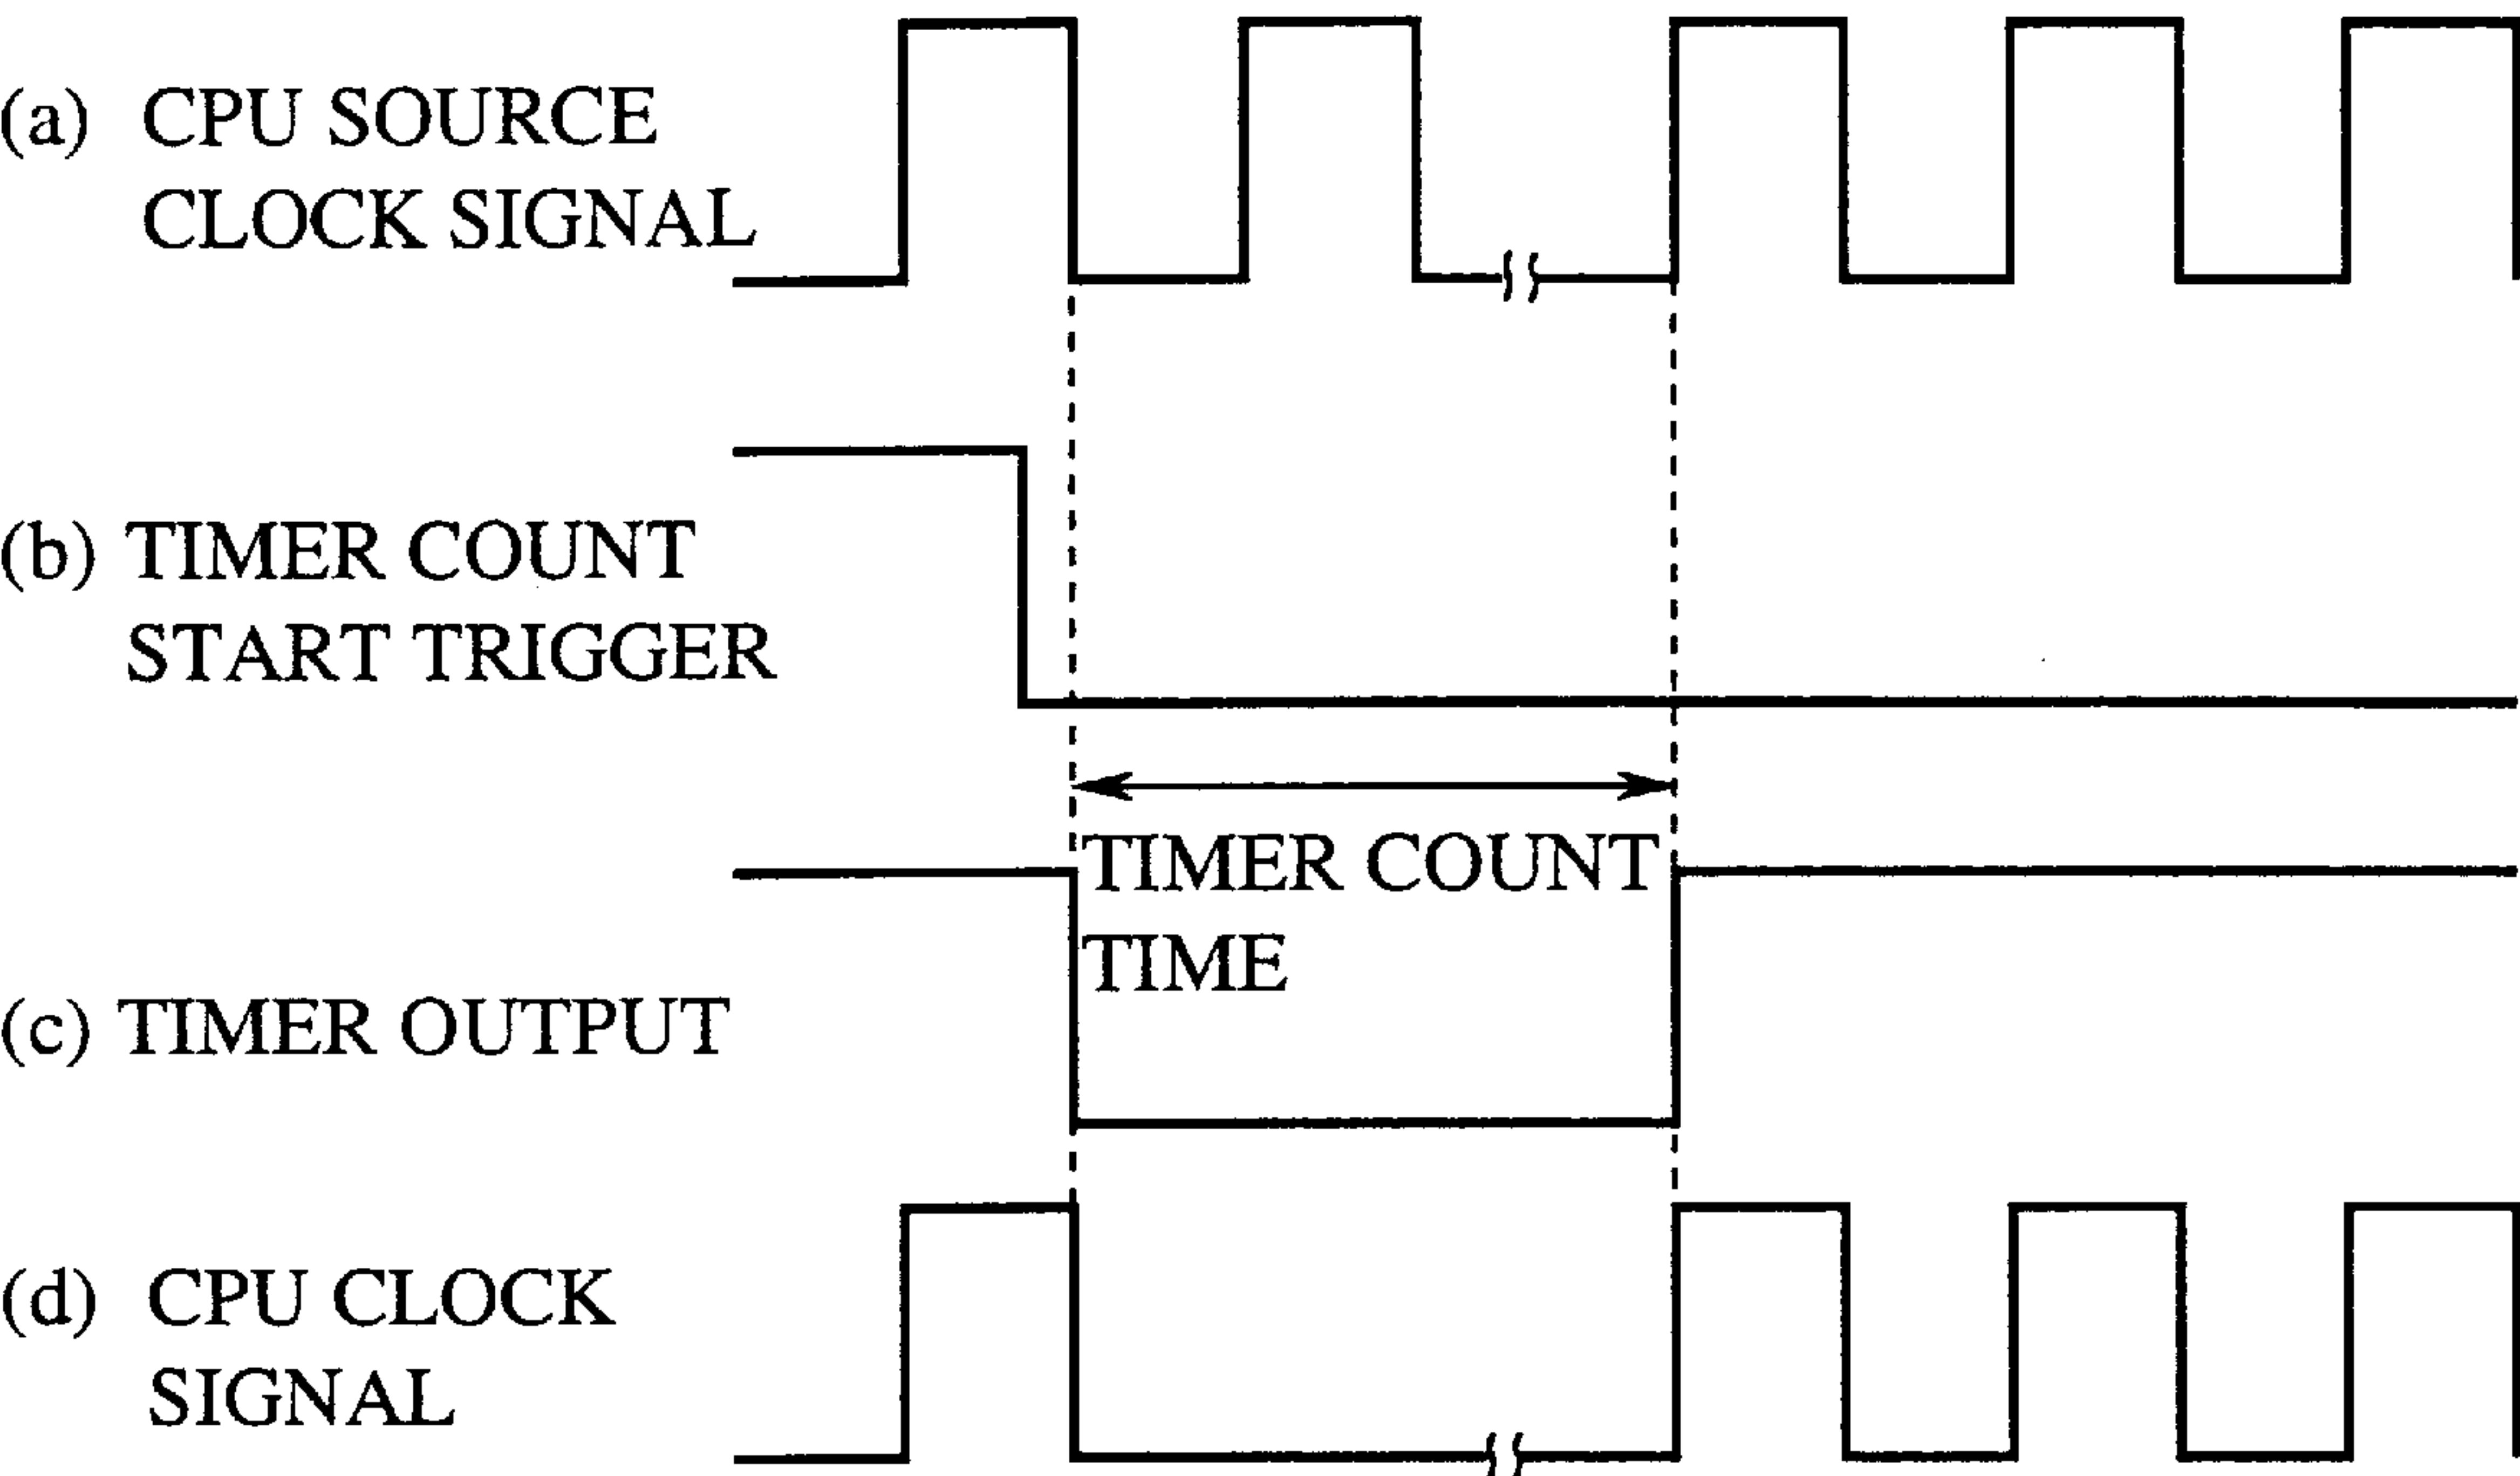 (a) CPU SOURCE
CLOCK SIGNAL
(b) TIMER COUNT
START TRIGGER
TIMER COUNT
TIME
(c) TIMER OUTPUT
(d) CPU CLOCK
SIGNAL